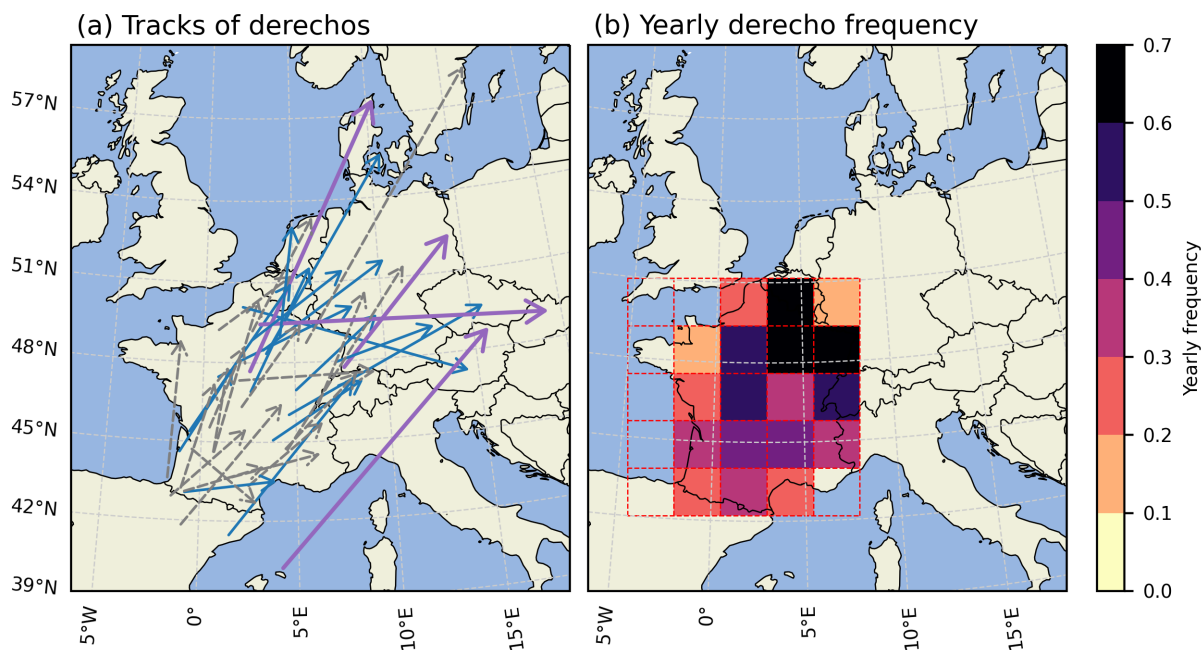 (a) Tracks of derechos
(b) Yearly derecho frequency
57°N
54°N
51°N
48°N
45°N
42°N
39°N
5°W
0°
5°E
10°E
15°E
5°W
0°
5°E
10°E
15°E
0.7
0.6
0.5
0.4
0.3
0.2
0.1
0.0
Yearly frequency